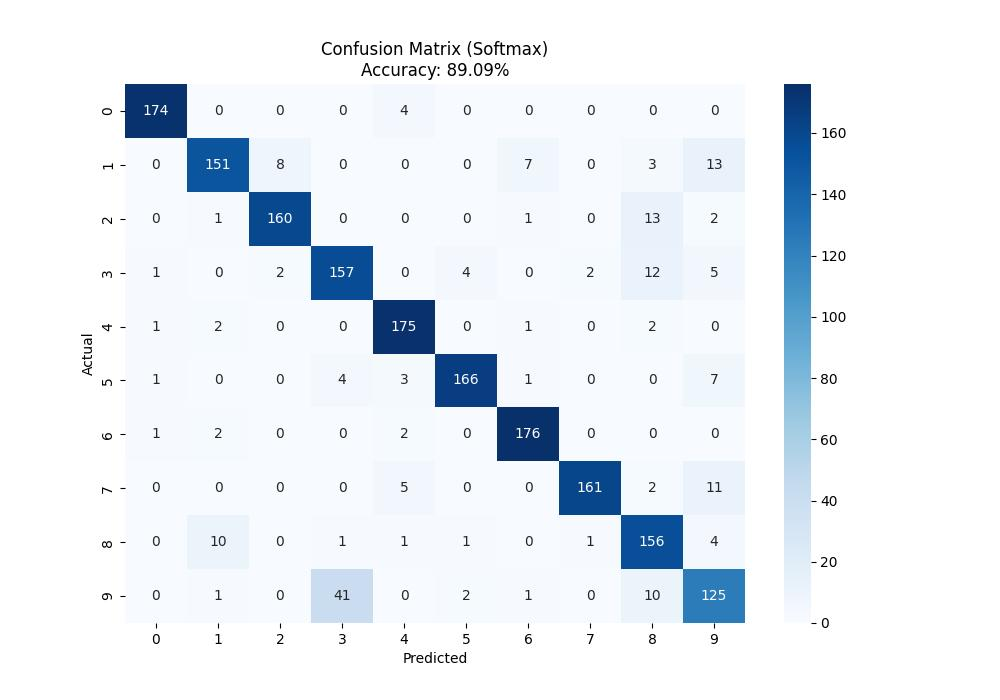 Confusion Matrix (Softmax)
Accuracy: 89.09%
0 174 0 0 0 4 0 0 0 0 0
1 0 151 8 0 0 0 7 0 3 13
2 0 1 160 0 0 0 1 0 13 2
3 1 0 2 157 0 4 0 2 12 5
4 1 2 0 0 175 0 1 0 2 0
5 1 0 0 4 3 166 1 0 0 7
6 1 2 0 0 2 0 176 0 0 0
7 0 0 0 0 5 0 0 161 2 11
8 0 10 0 1 1 1 0 1 156 4
9 0 1 0 41 0 2 1 0 10 125
0 1 2 3 4 5 6 7 8 9
Predicted
Actual
160
140
120
100
80
60
40
20
0